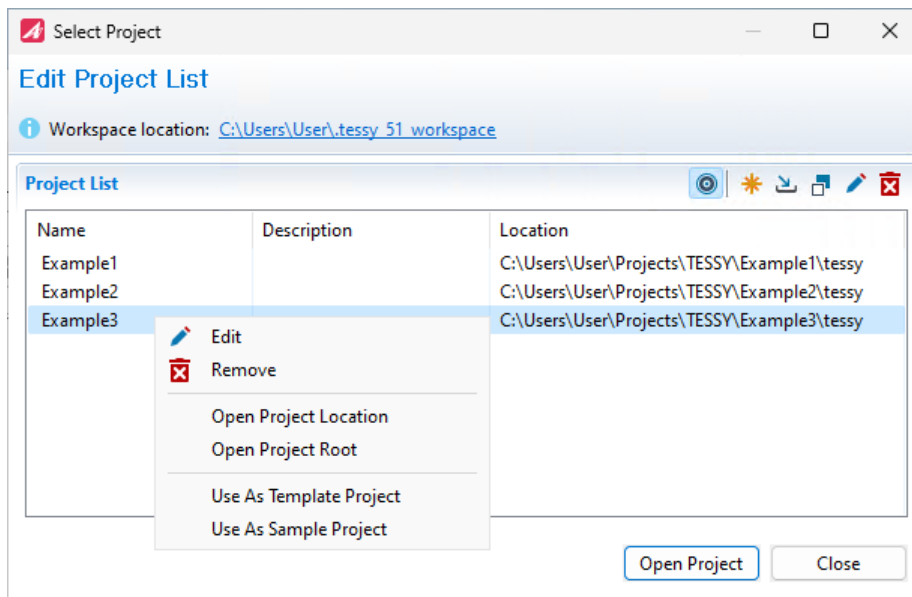 Select Project
Edit Project List
Workspace location: C:\Users\User\.tessy_51_workspace
Project List
Name Description Location
Example1 C:\Users\User\Projects\TESSY\Example1\tessy
Example2 C:\Users\User\Projects\TESSY\Example2\tessy
Example3 C:\Users\User\Projects\TESSY\Example3\tessy
Edit
Remove
Open Project Location
Open Project Root
Use As Template Project
Use As Sample Project
Open Project Close